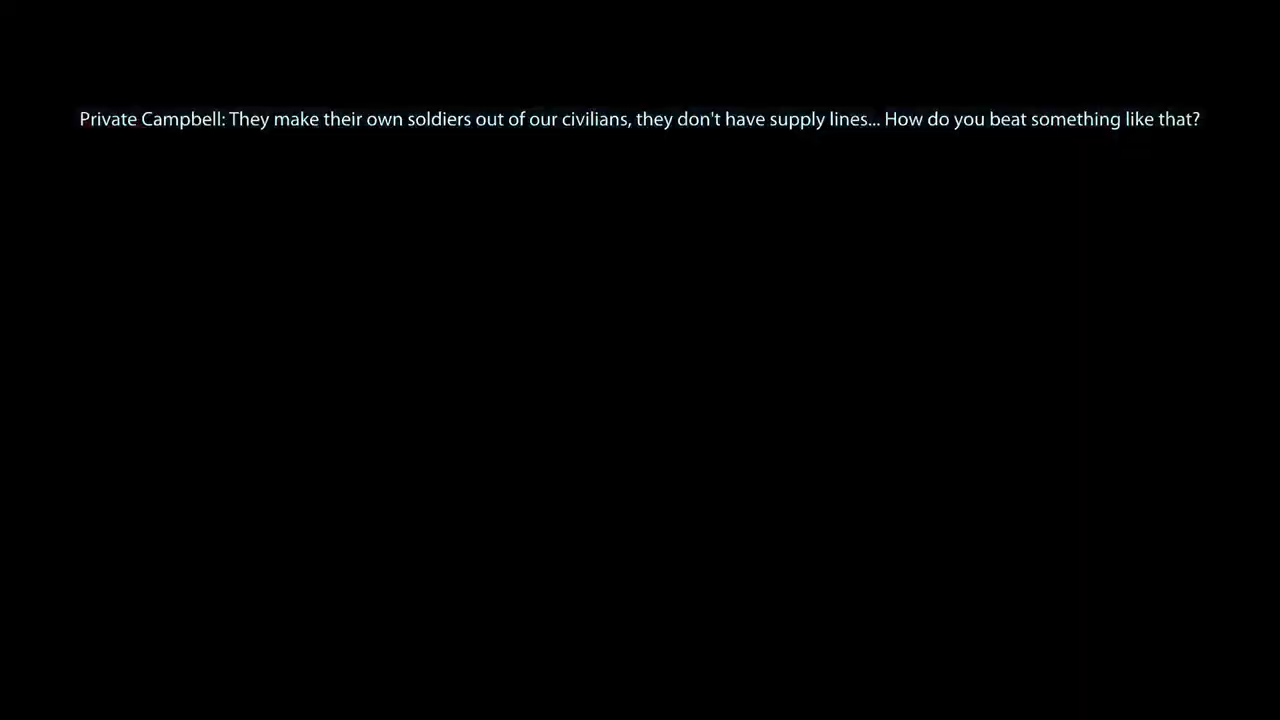 Private Campbell: They make their own soldiers out of our civilians, they don't have supply lines... How do you beat something like that?